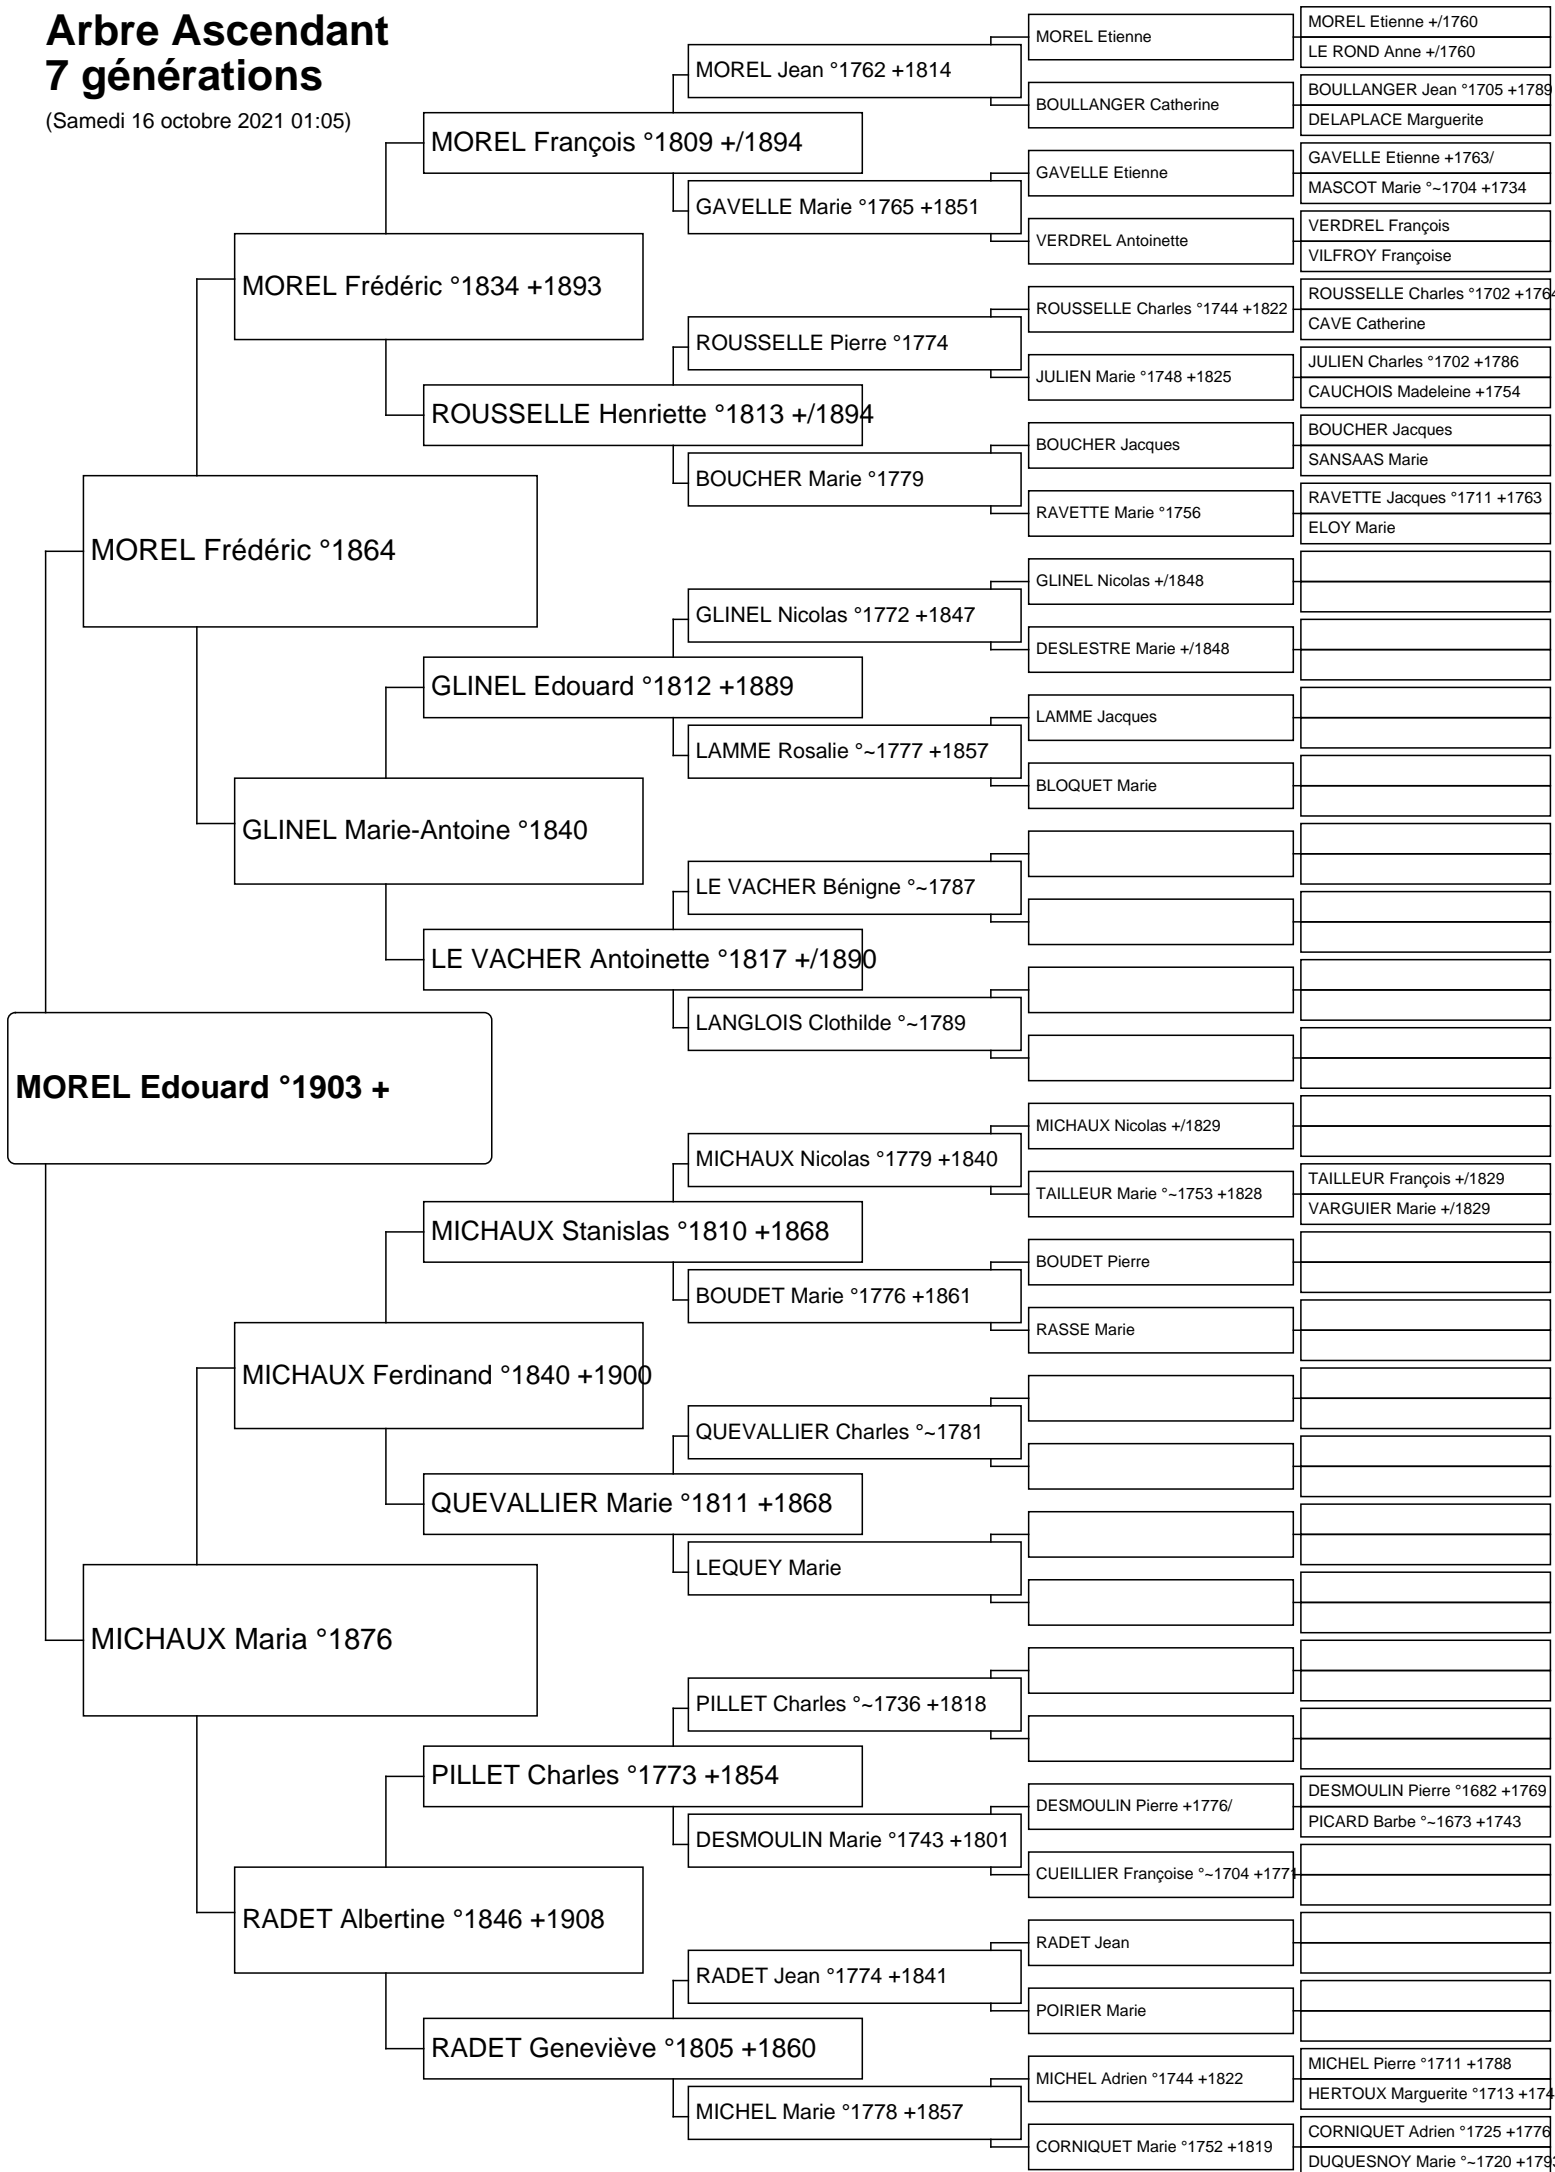 Arbre Ascendant
7 générations
(Samedi 16 octobre 2021 01:05)
MOREL Edouard °1903 +
MOREL Frédéric °1864
MICHAUX Maria °1876
MOREL Frédéric °1834 +1893
GLINEL Marie-Antoine °1840
MICHAUX Ferdinand °1840 +1900
RADET Albertine °1846 +1908
MOREL François °1809 +/1894
ROUSSELLE Henriette °1813 +/1894
GLINEL Edouard °1812 +1889
LE VACHER Antoinette °1817 +/1890
MICHAUX Stanislas °1810 +1868
QUEVALLIER Marie °1811 +1868
PILLET Charles °1773 +1854
RADET Geneviève °1805 +1860
MOREL Jean °1762 +1814
GAVELLE Marie °1765 +1851
ROUSSELLE Pierre °1774
BOUCHER Marie °1779
GLINEL Nicolas °1772 +1847
LAMME Rosalie °~1777 +1857
LE VACHER Bénigne °~1787
LANGLOIS Clothilde °~1789
MICHAUX Nicolas °1779 +1840
BOUDET Marie °1776 +1861
QUEVALLIER Charles °~1781
LEQUEY Marie
PILLET Charles °~1736 +1818
DESMOULIN Marie °1743 +1801
RADET Jean °1774 +1841
MICHEL Marie °1778 +1857
MOREL Etienne
BOULLANGER Catherine
GAVELLE Etienne
VERDREL Antoinette
ROUSSELLE Charles °1744 +1822
JULIEN Marie °1748 +1825
BOUCHER Jacques
RAVETTE Marie °1756
GLINEL Nicolas +/1848
DESLESTRE Marie +/1848
LAMME Jacques
BLOQUET Marie
MICHAUX Nicolas +/1829
TAILLEUR Marie °~1753 +1828
BOUDET Pierre
RASSE Marie
DESMOULIN Pierre +1776/
CUEILLIER Françoise °~1704 +1771
RADET Jean
POIRIER Marie
MICHEL Adrien °1744 +1822
CORNIQUET Marie °1752 +1819
MOREL Etienne +/1760
LE ROND Anne +/1760
BOULLANGER Jean °1705 +1789
DELAPLACE Marguerite
GAVELLE Etienne +1763/
MASCOT Marie °~1704 +1734
VERDREL François
VILFROY Françoise
ROUSSELLE Charles °1702 +1764
CAVE Catherine
JULIEN Charles °1702 +1786
CAUCHOIS Madeleine +1754
BOUCHER Jacques
SANSAAS Marie
RAVETTE Jacques °1711 +1763
ELOY Marie
TAILLEUR François +/1829
VARGUIER Marie +/1829
DESMOULIN Pierre °1682 +1769
PICARD Barbe °~1673 +1743
MICHEL Pierre °1711 +1788
HERTOUX Marguerite °1713 +174
CORNIQUET Adrien °1725 +1776
DUQUESNOY Marie °~1720 +1793